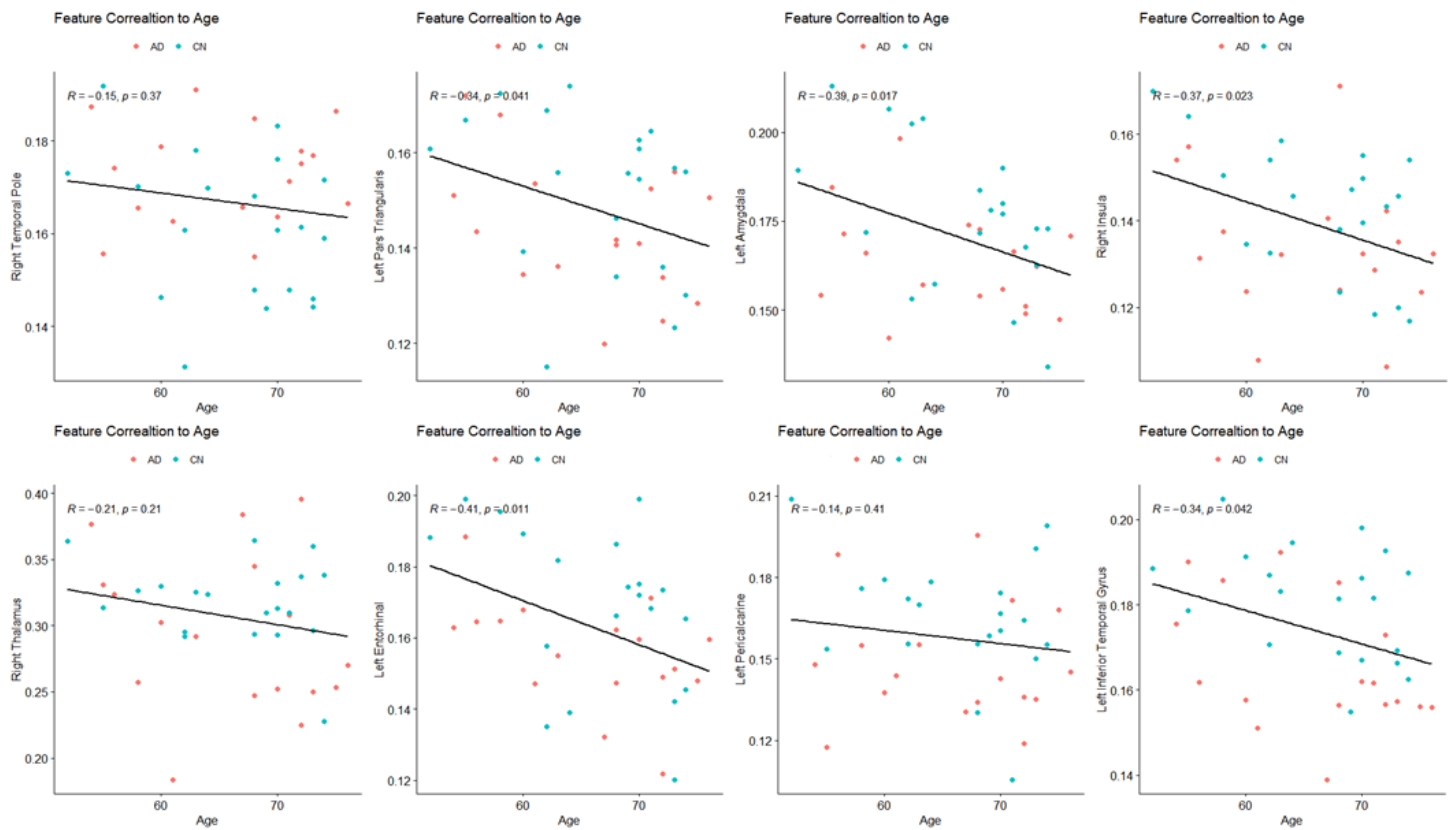 Feature Correaltion to Age
AD CN
R = −0.15, p = 0.37
Right Temporal Pole
0.18
0.16
0.14
60 70
Age
Feature Correaltion to Age
AD CN
R = −0.34, p = 0.041
Left Pars Triangularis
0.16
0.14
0.12
60 70
Age
Feature Correaltion to Age
AD CN
R = −0.39, p = 0.017
Left Amygdala
0.200
0.175
0.150
60 70
Age
Feature Correaltion to Age
AD CN
R = −0.37, p = 0.023
Right Insula
0.16
0.14
0.12
60 70
Age
Feature Correaltion to Age
AD CN
R = −0.21, p = 0.21
Right Thalamus
0.40
0.35
0.30
0.25
0.20
60 70
Age
Feature Correaltion to Age
AD CN
R = −0.41, p = 0.011
Left Entorhinal
0.20
0.18
0.16
0.14
0.12
60 70
Age
Feature Correaltion to Age
AD CN
R = −0.14, p = 0.41
Left Pericalcarine
0.21
0.18
0.15
0.12
60 70
Age
Feature Correaltion to Age
AD CN
R = −0.34, p = 0.042
Left Inferior Temporal Gyrus
0.20
0.18
0.16
0.14
60 70
Age